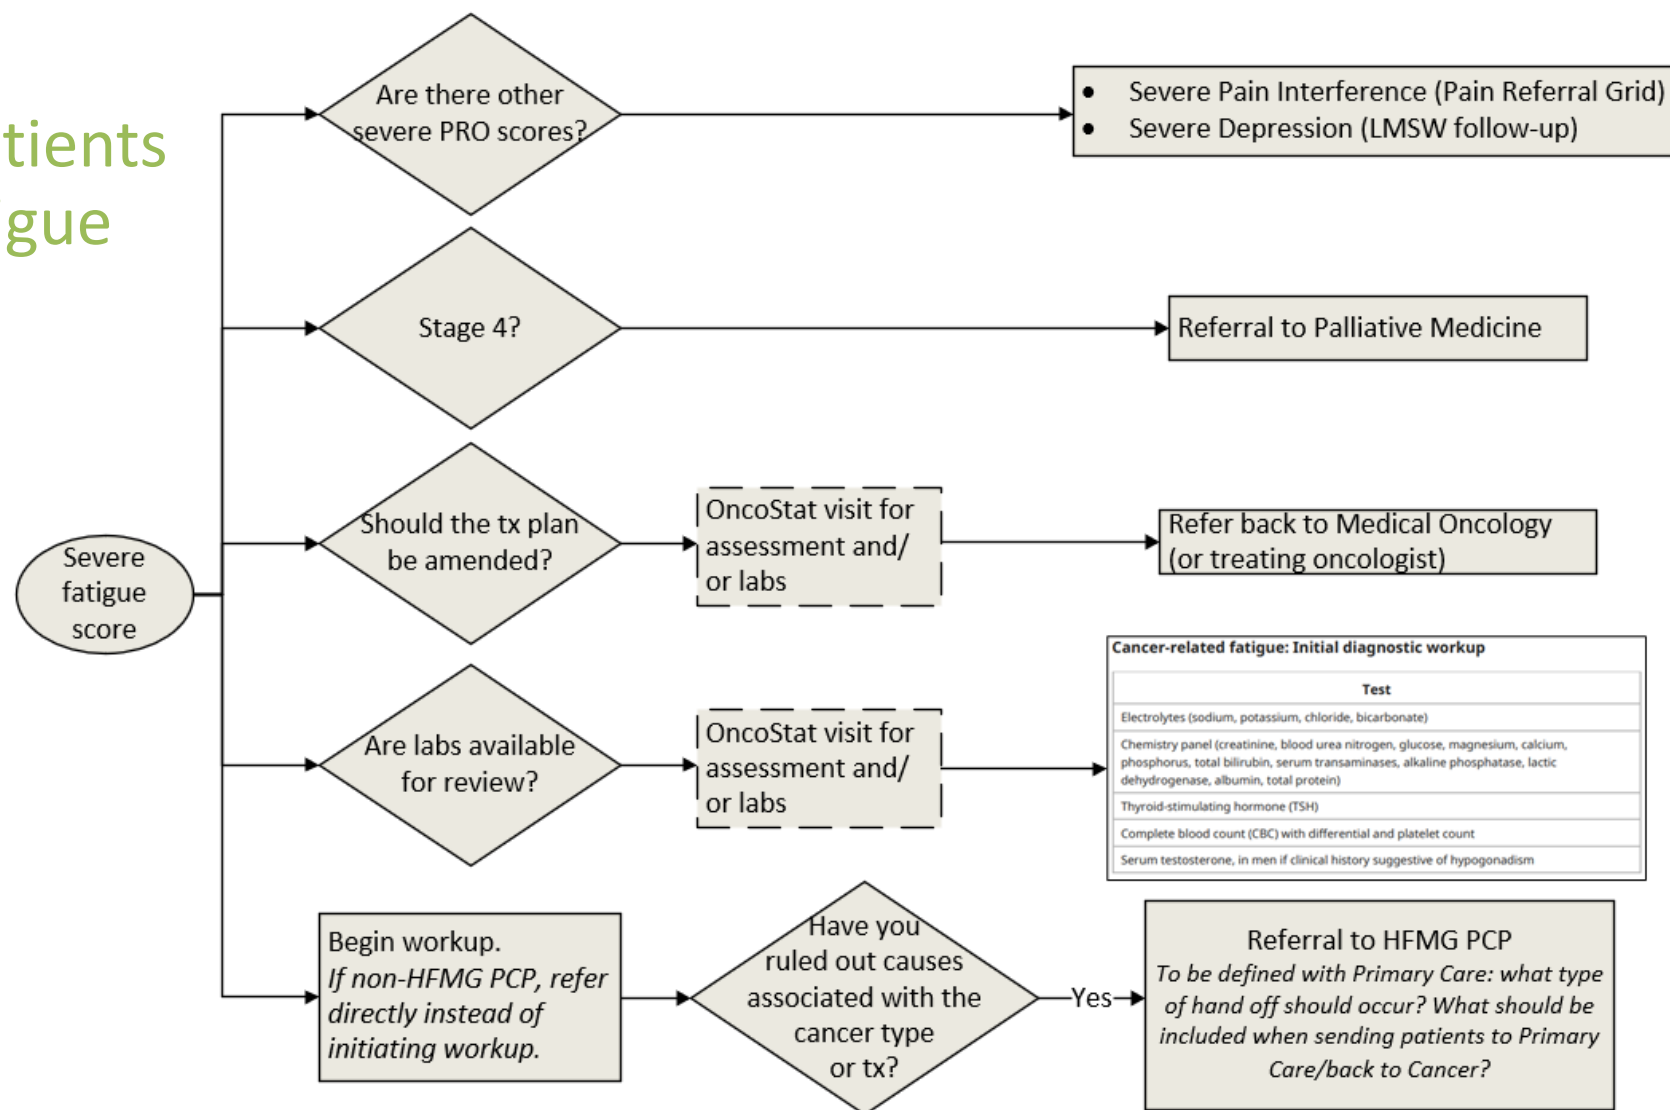 tients
gue
Are there other
severe PRO scores?
• Severe Pain Interference (Pain Referral Grid)
• Severe Depression (LMSW follow-up)
Stage 4?
Referral to Palliative Medicine
Should the tx plan
be amended?
OncoStat visit for
assessment and/
or labs
Refer back to Medical Oncology
(or treating oncologist)
Severe
fatigue
score
Are labs available
for review?
OncoStat visit for
assessment and/
or labs
Cancer-related fatigue: Initial diagnostic workup
Test
Electrolytes (sodium, potassium, chloride, bicarbonate)
Chemistry panel (creatinine, blood urea nitrogen, glucose, magnesium, calcium,
phosphorus, total bilirubin, serum transaminases, alkaline phosphatase, lactic
dehydrogenase, albumin, total protein)
Thyroid-stimulating hormone (TSH)
Complete blood count (CBC) with differential and platelet count
Serum testosterone, in men if clinical history suggestive of hypogonadism
Begin workup.
If non-HFMG PCP, refer
directly instead of
initiating workup.
Have you
ruled out causes
associated with the
cancer type
or tx?
Yes
Referral to HFMG PCP
To be defined with Primary Care: what type
of hand off should occur? What should be
included when sending patients to Primary
Care/back to Cancer?